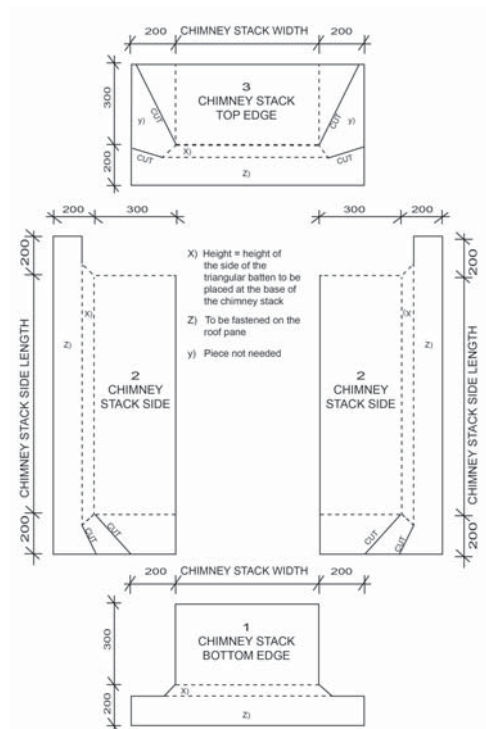 200 CHIMNEY STACK WIDTH 200
300
200
3
CHIMNEY STACK
TOP EDGE
y)
CUT
CUT
y)
CUT
X)
CUT
Z)
200 300
200
CHIMNEY STACK SIDE LENGTH
200
X)
Z)
2
CHIMNEY
STACK SIDE
CUT
CUT
X) Height = height of
the side of the
triangular batten to be
placed at the base of
the chimney stack
Z) To be fastened on the
roof pane
y) Piece not needed
300 200
200
CHIMNEY STACK SIDE LENGTH
200
(X
Z)
2
CHIMNEY
STACK SIDE
CUT
CUT
200 CHIMNEY STACK WIDTH 200
300
200
1
CHIMNEY STACK
BOTTOM EDGE
X)
Z)